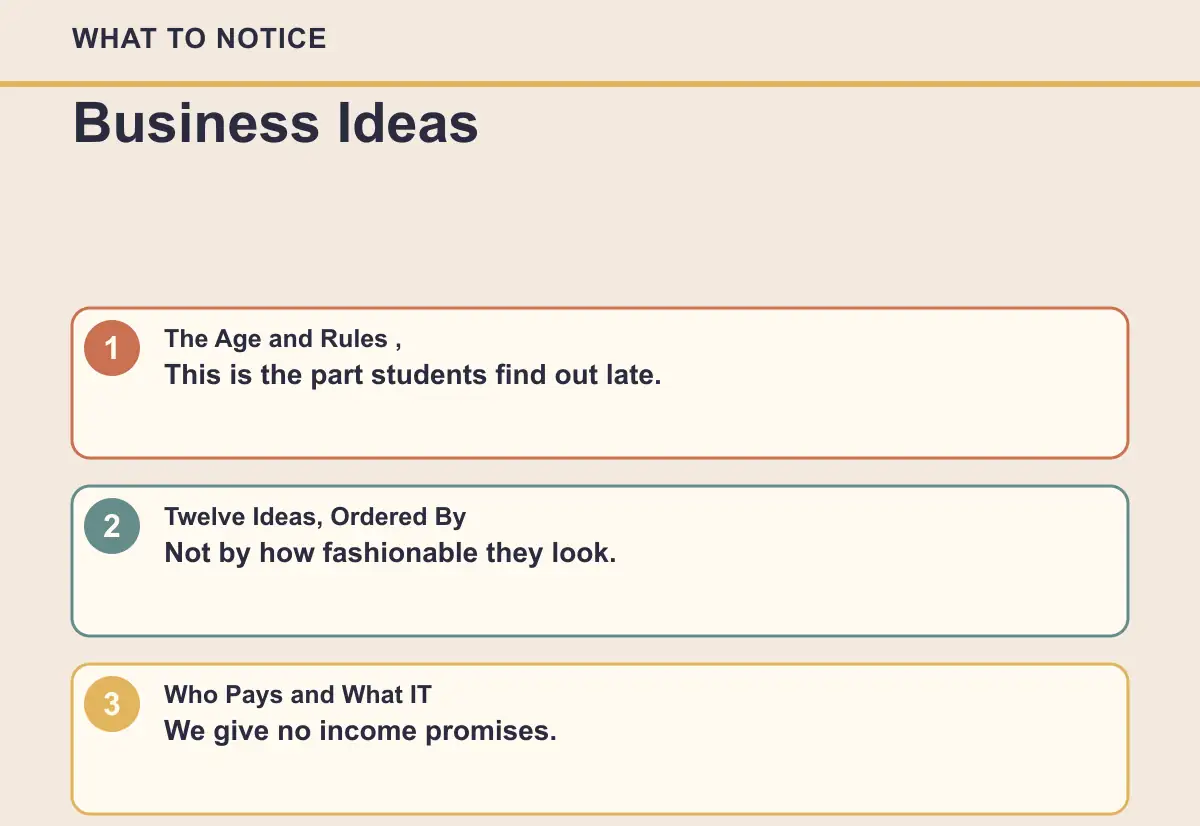 WHAT TO NOTICE
Business Ideas
1
The Age and Rules ,
This is the part students find out late.
2
Twelve Ideas, Ordered By
Not by how fashionable they look.
3
Who Pays and What IT
We give no income promises.